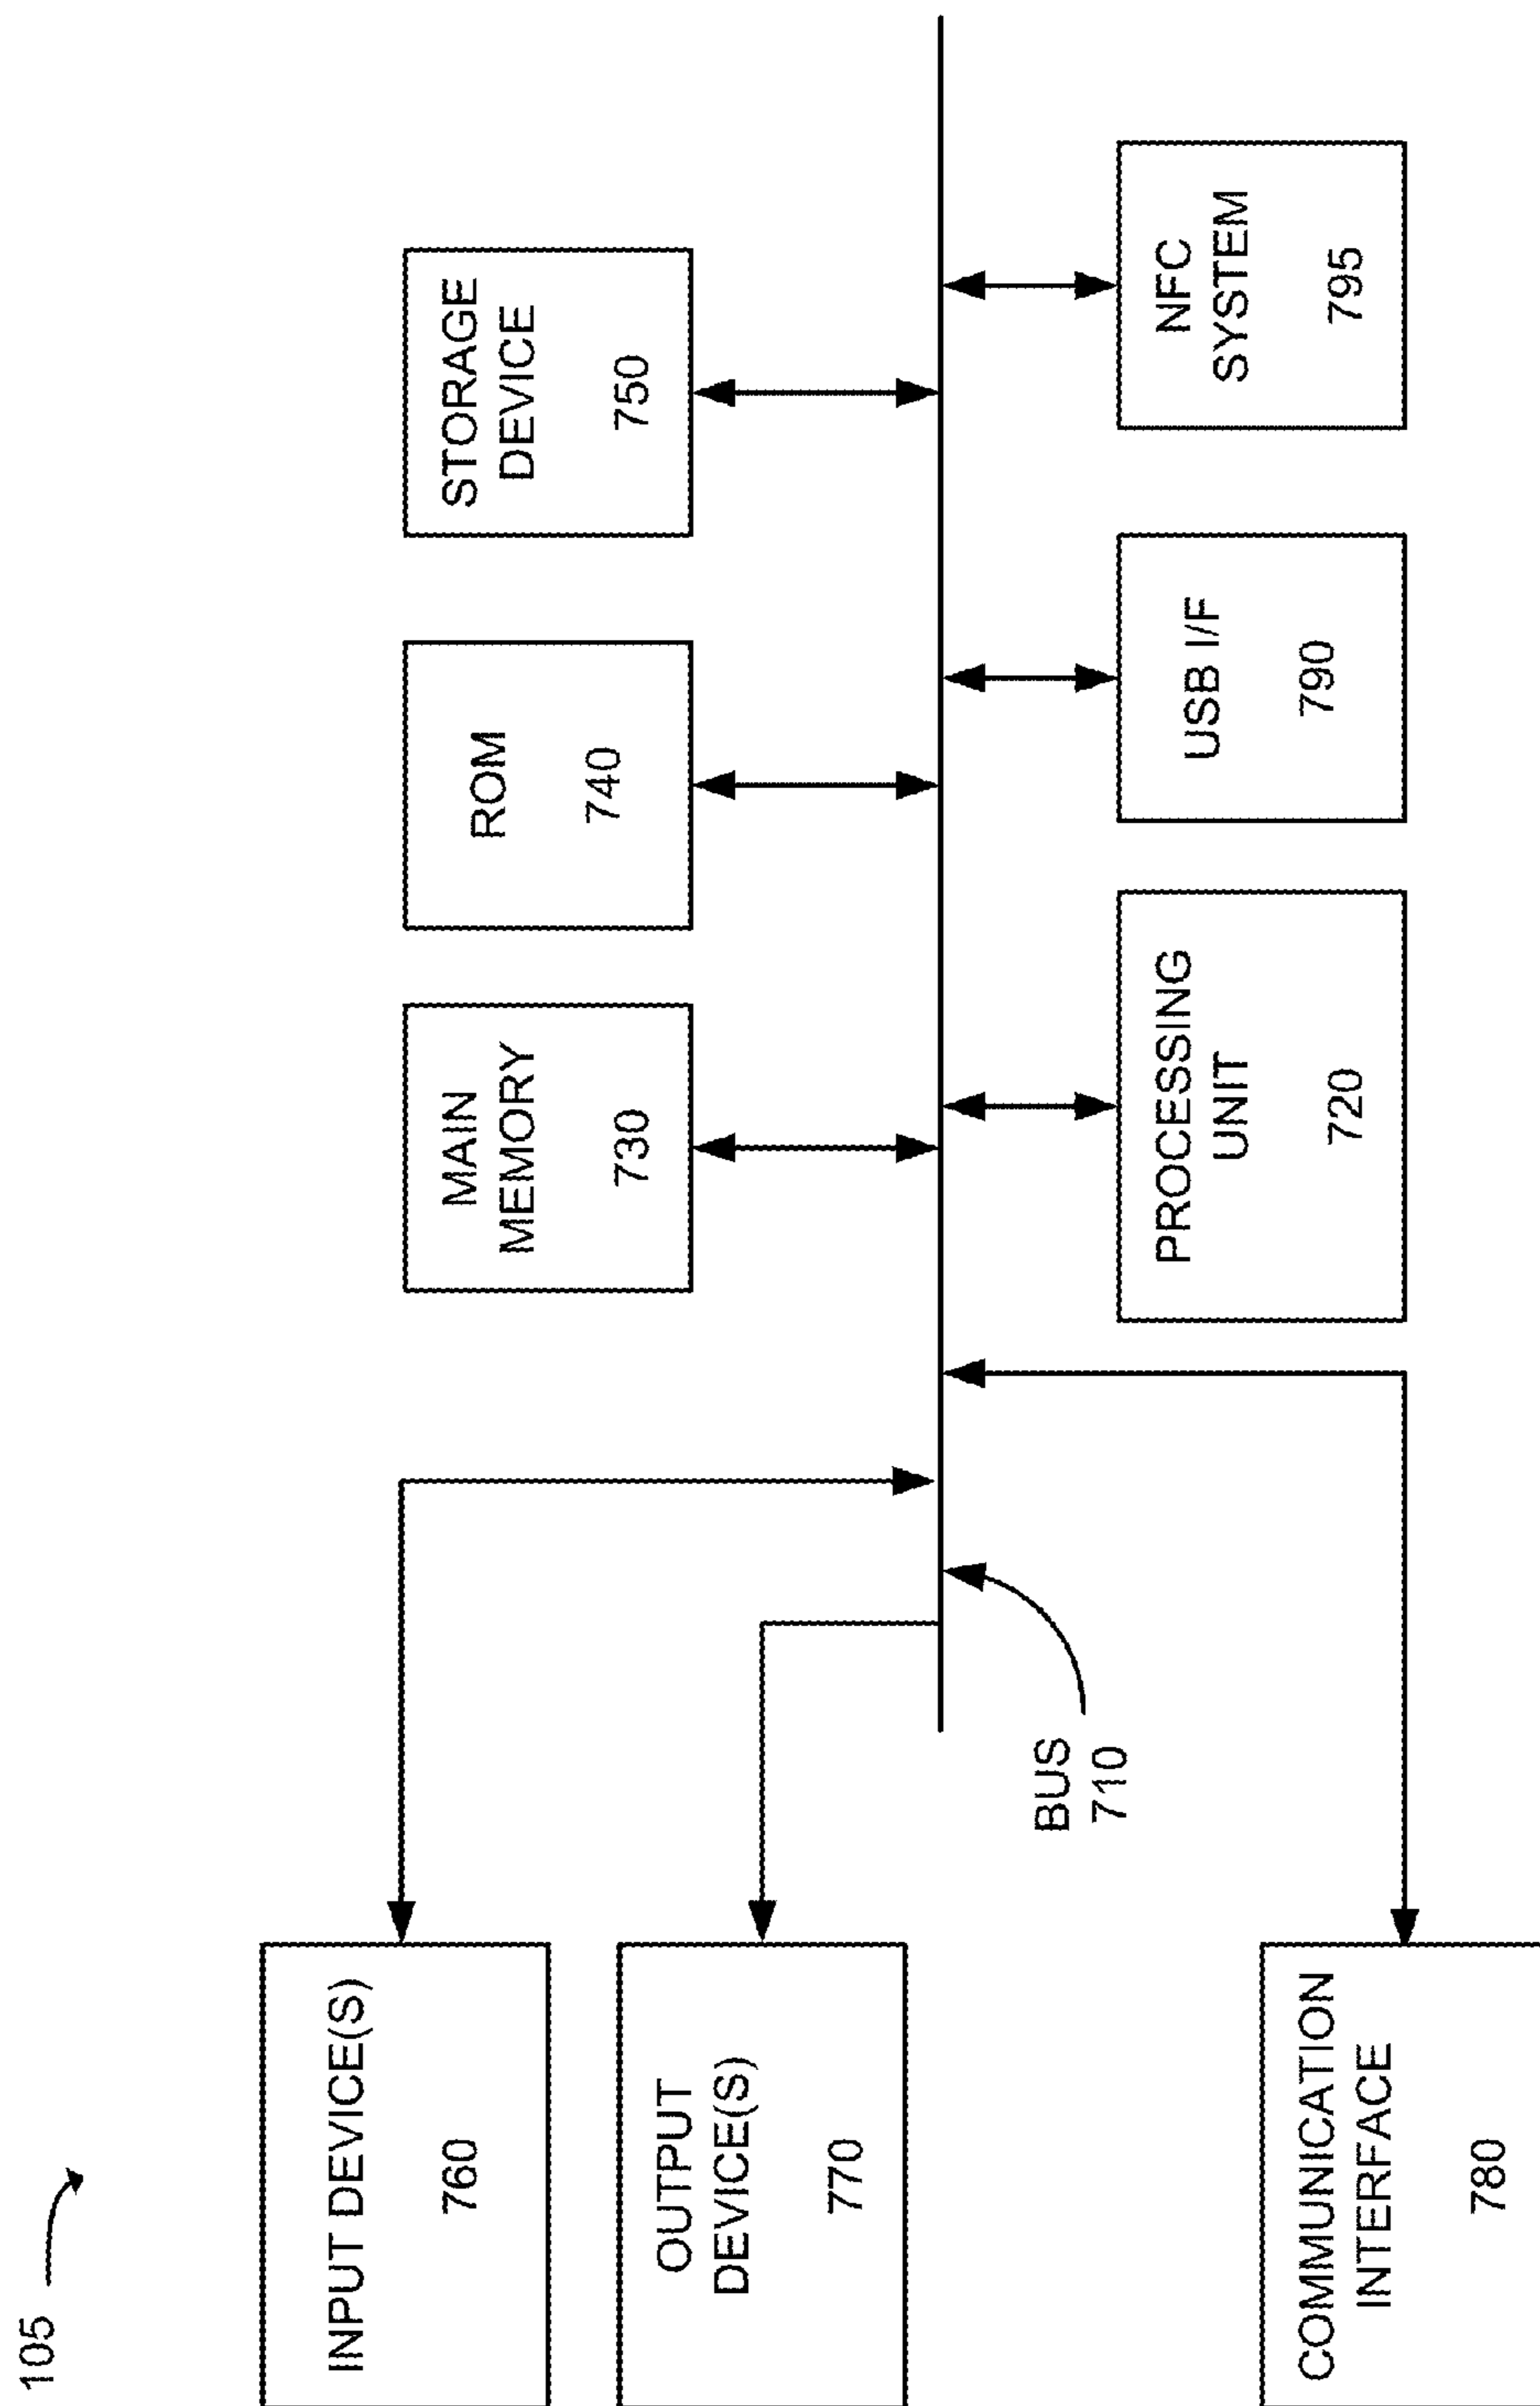 105
INPUT DEVICE(S)
760
OUTPUT
DEVICE(S)
770
COMMUNICATION
INTERFACE
780
BUS
710
MAIN
MEMORY
730
ROM
740
STORAGE
DEVICE
750
PROCESSING
UNIT
720
USB I/F
790
NFC
SYSTEM
795